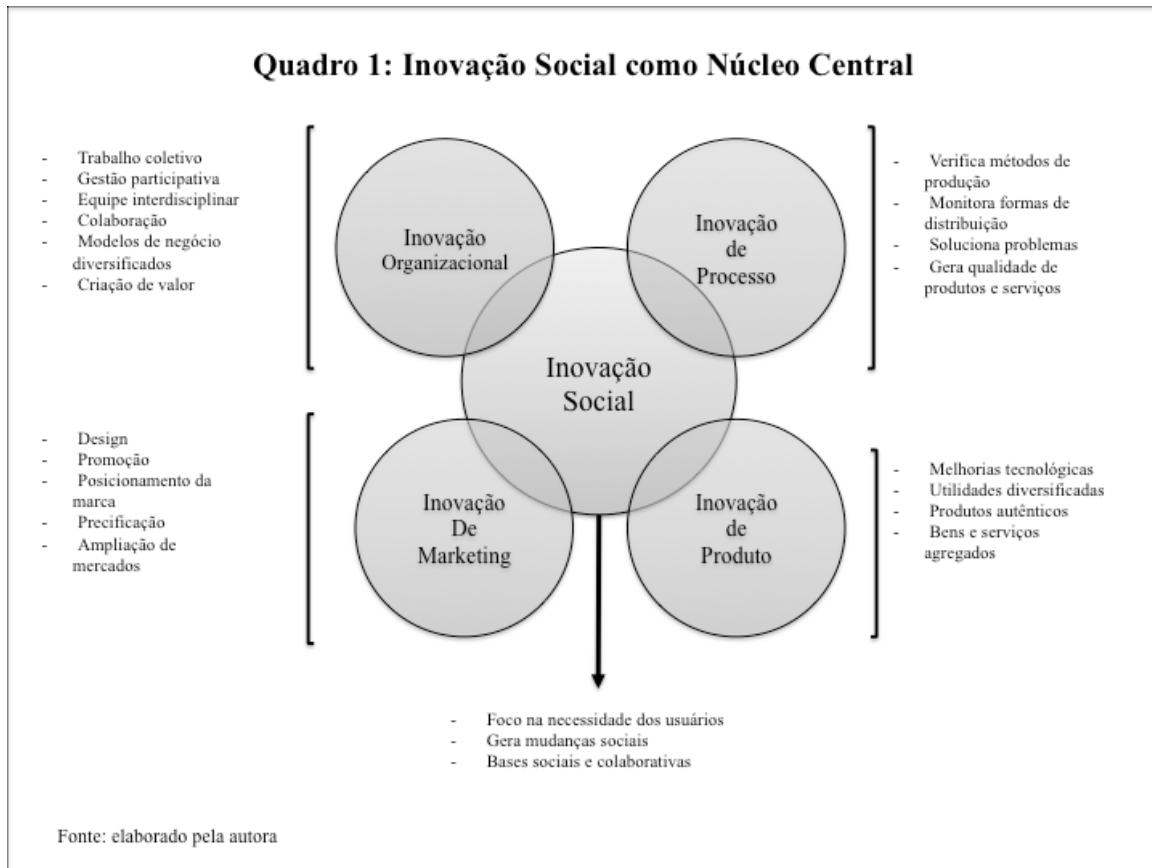 Quadro 1: Inovação Social como Núcleo Central
- Trabalho coletivo
- Gestão participativa
- Equipe interdisciplinar
- Colaboração
- Modelos de negócio
diversificados
- Criação de valor
Inovação
Organizacional
Inovação
de
Processo
- Verifica métodos de
produção
- Monitora formas de
distribuição
- Soluciona problemas
- Gera qualidade de
produtos e serviços
Inovação
Social
- Design
- Promoção
- Posicionamento da
marca
- Precificação
- Ampliação de
mercados
Inovação
De
Marketing
Inovação
de
Produto
- Melhorias tecnológicas
- Utilidades diversificadas
- Produtos autênticos
- Bens e serviços
agregados
- Foco na necessidade dos usuários
- Gera mudanças sociais
- Bases sociais e colaborativas
Fonte: elaborado pela autora